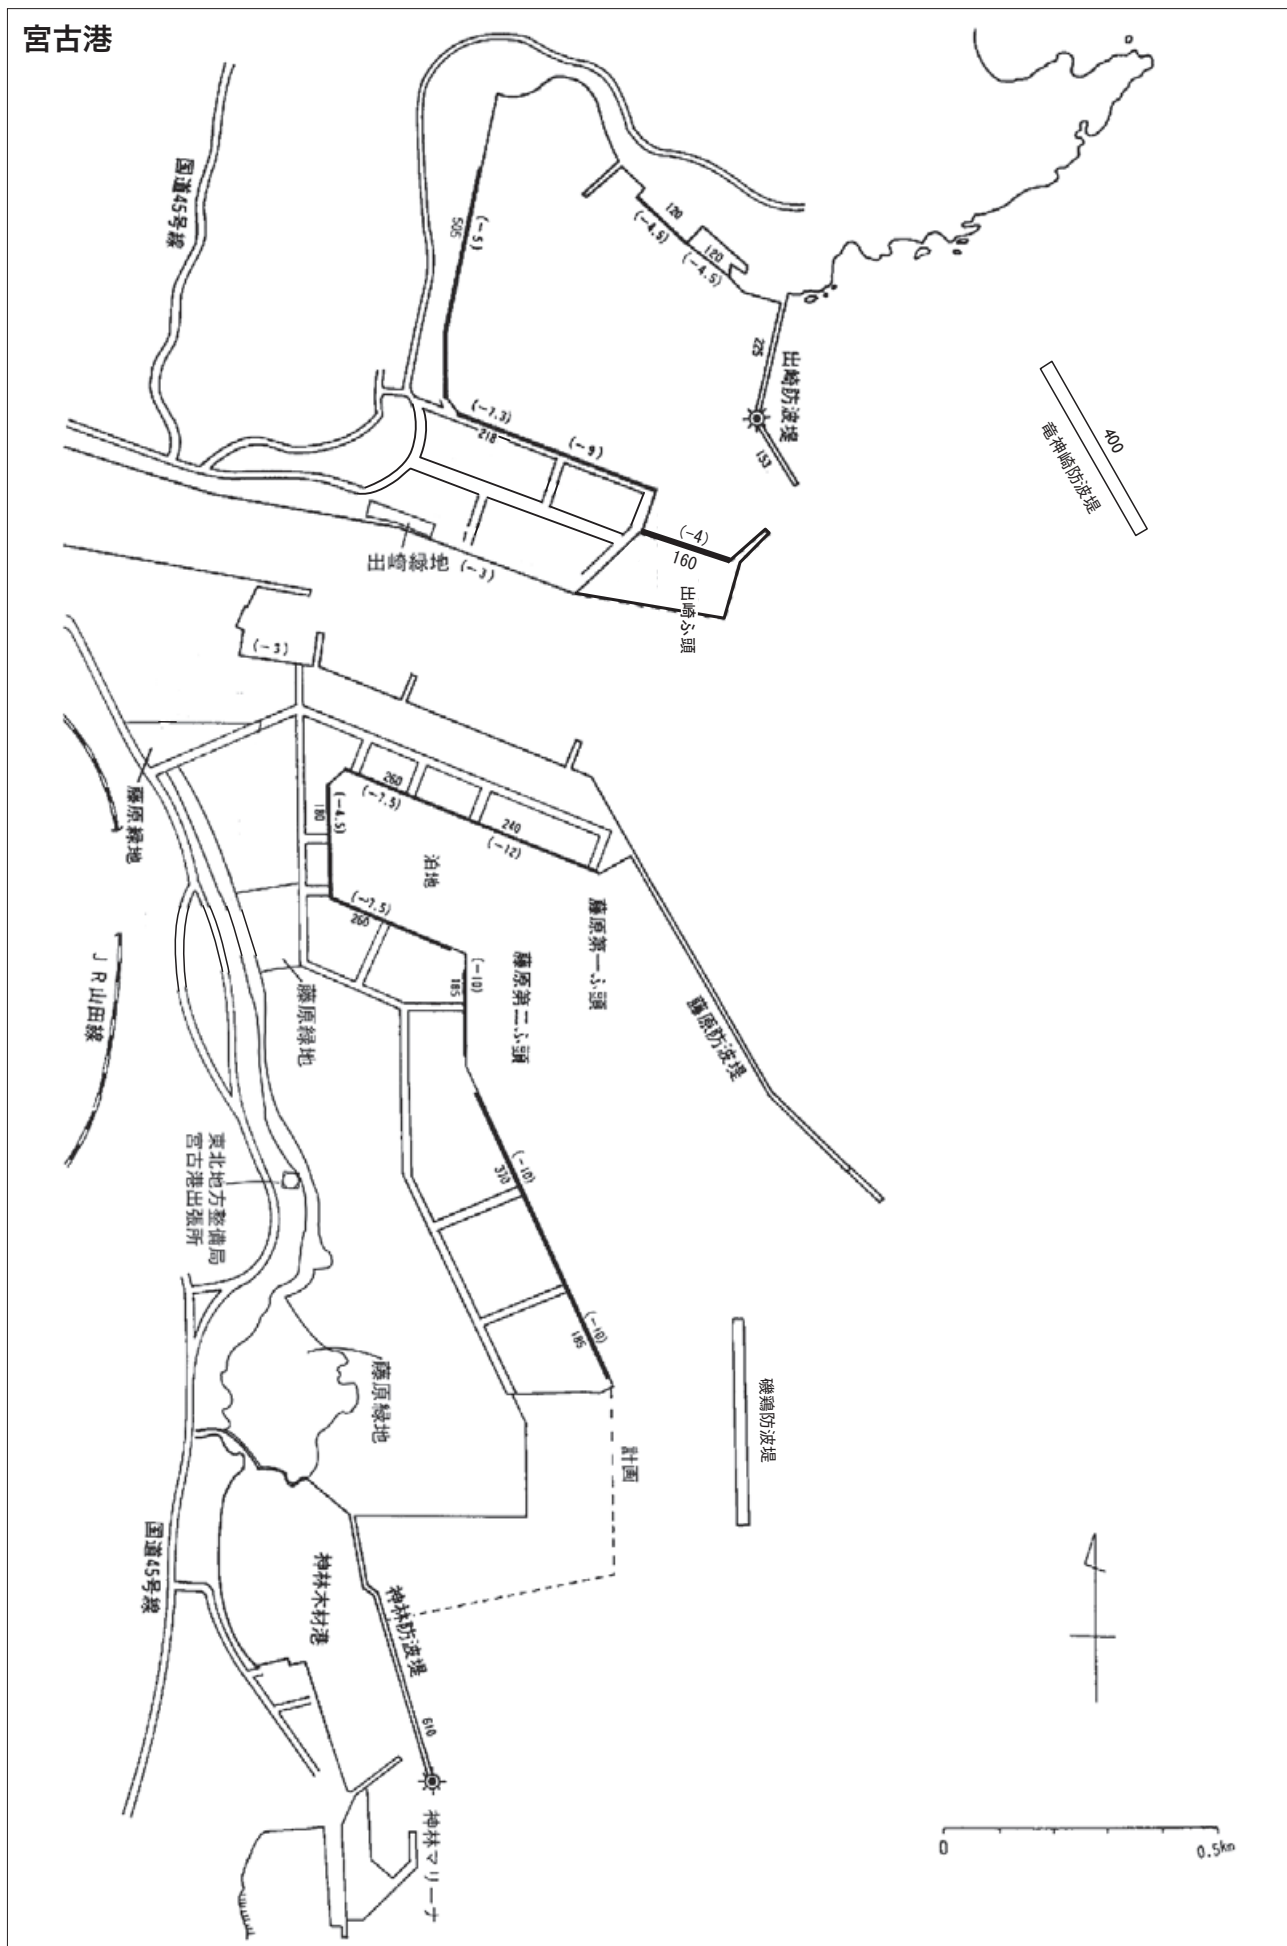 宮古港
国道45号線
(-5)
505
120
(-4.5)
120
(-4.5)
225
出崎防波堤
153
400
竜神崎防波堤
(-7.3)
218
(-9)
(-4)
160
出崎ふ頭
出崎緑地
(-3)
(-3)
藤原緑地
260
(-7.5)
240
(-12)
(-4.5)
180
泊地
(-7.5)
260
藤原第一ふ頭
(-10)
185
藤原第二ふ頭
藤原防波堤
JR山田線
藤原緑地
東北地方整備局
宮古港出張所
(-10)
370
(-10)
185
藤原緑地
計画
磯鶏防波堤
国道45号線
神林木材港
神林防波堤
610
神林マリーナ
0
0.5km